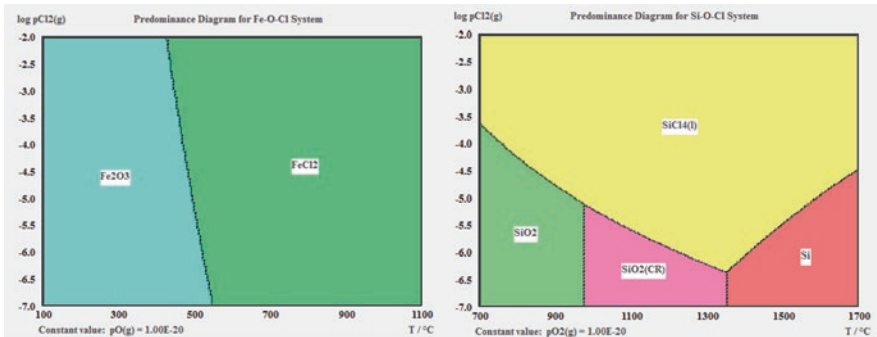 log pCl2(g)
Predominance Diagram for Fe-O-Cl System
-2.0
-2.5
-3.0
-3.5
-4.0
-4.5
-5.0
-5.5
-6.0
-6.5
-7.0
Fe2O3
FeCl2
100
300
500
700
900
1100
Constant value: pO(g) = 1.00E-20
T / °C
log pCl2(g)
Predominance Diagram for Si-O-Cl System
-2.0
-2.5
-3.0
-3.5
-4.0
-4.5
-5.0
-5.5
-6.0
-6.5
-7.0
SiCl4(l)
SiO2
SiO2(CR)
Si
700
900
1100
1300
1500
1700
Constant value: pO2(g) = 1.00E-20
T / °C